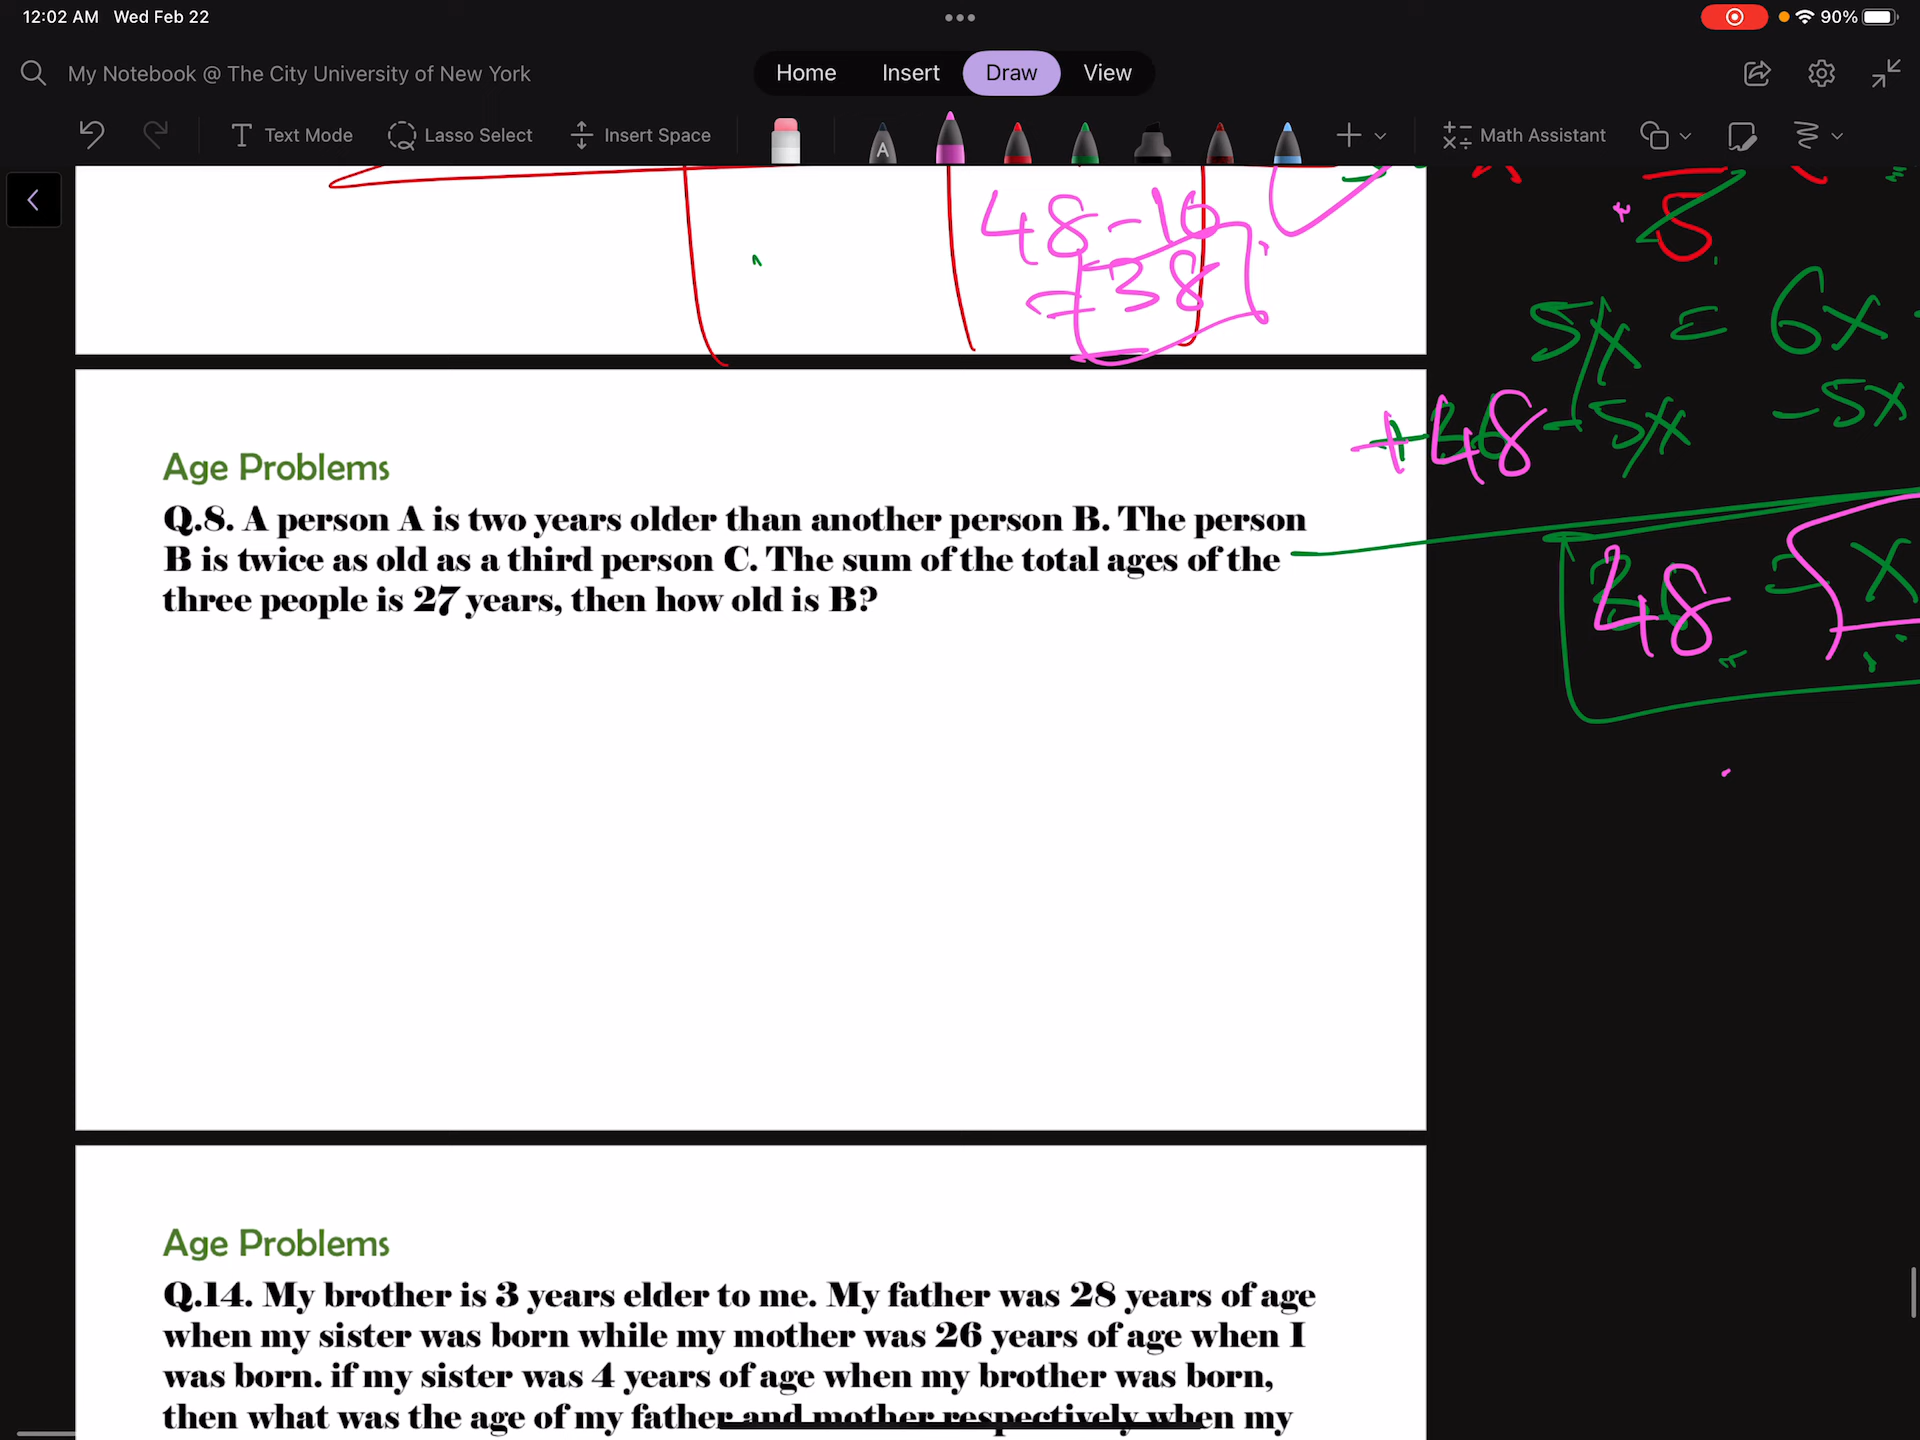 12:02 AM Wed Feb 22
90%
My Notebook @ The City University of New York
Home Insert Draw View
Text Mode Lasso Select Insert Space A Math Assistant
48-10
=38
8
5x = 6x
+48 -5x -5x
48 = x
Age Problems
Q.8. A person A is two years older than another person B. The person
B is twice as old as a third person C. The sum of the total ages of the
three people is 27 years, then how old is B?
Age Problems
Q.14. My brother is 3 years elder to me. My father was 28 years of age
when my sister was born while my mother was 26 years of age when I
was born. if my sister was 4 years of age when my brother was born,
then what was the age of my father and mother respectively when my